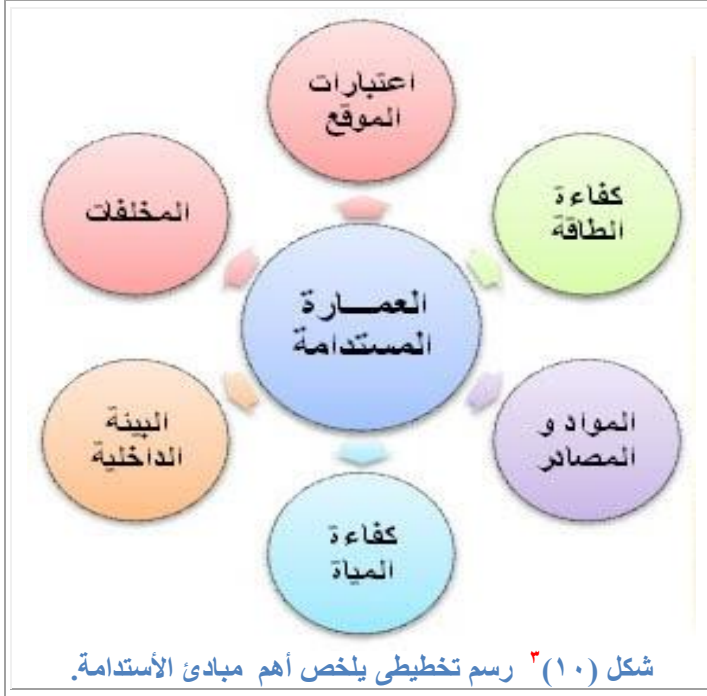 اعتبارات
الموقع
كفاءة
الطاقة
المواد و
المصادر
كفاءة
المياة
البيئة
الداخلية
المخلفات
العمـــارة
المستدامة
شكل (١٠)٣ رسم تخطيطى يلخص أهم مبادئ الأستدامة.